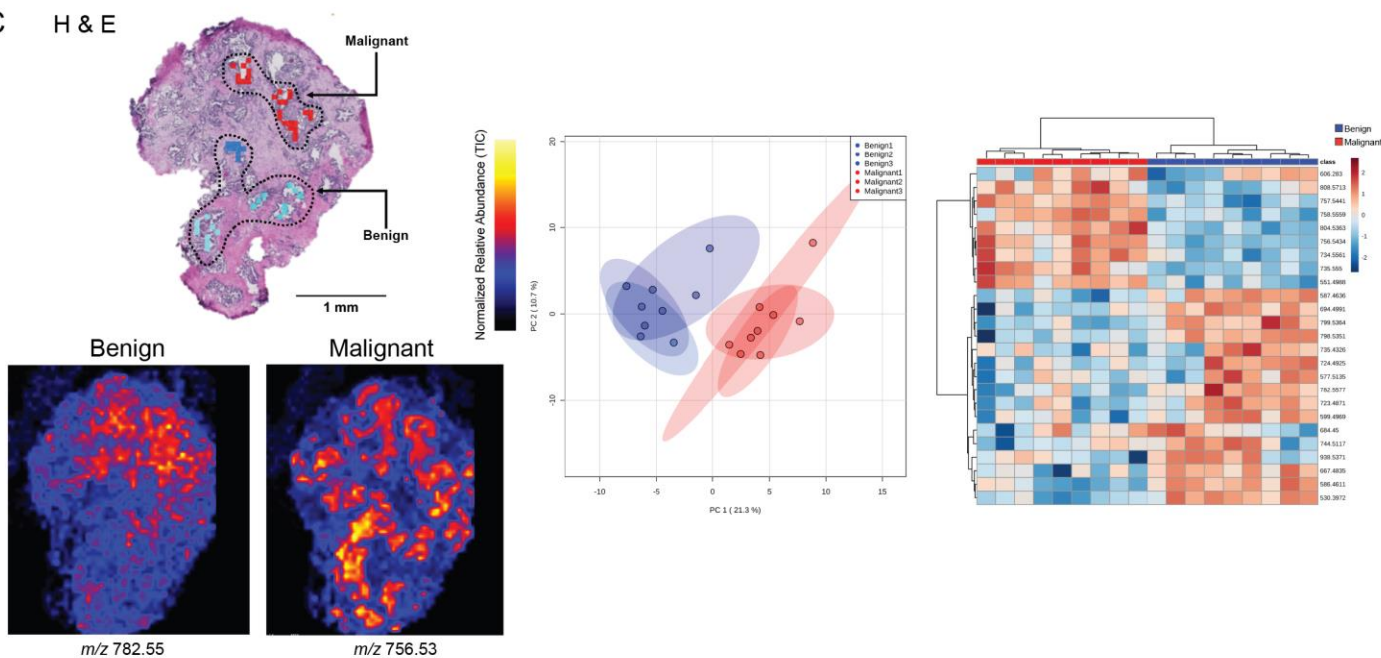 H & E
Malignant
Benign
1 mm
Normalized Relative Abundance (TIC)
Benign
Malignant
m/z 782.55
m/z 756.53
20
10
0
-10
PC 2 ( 10.7 %)
Benign1
Benign2
Benign3
Malignant1
Malignant2
Malignant3
-10
-5
0
5
10
15
PC 1 ( 21.3 %)
Benign
Malignant
class
2
1
0
-1
-2
606.283
808.5713
757.5441
758.5559
804.5363
756.5434
734.5561
735.555
551.4988
587.4636
694.4991
799.5364
798.5351
735.4326
724.4925
577.5135
782.5577
723.4871
599.4969
684.45
744.5117
938.5371
667.4835
586.4611
530.3972